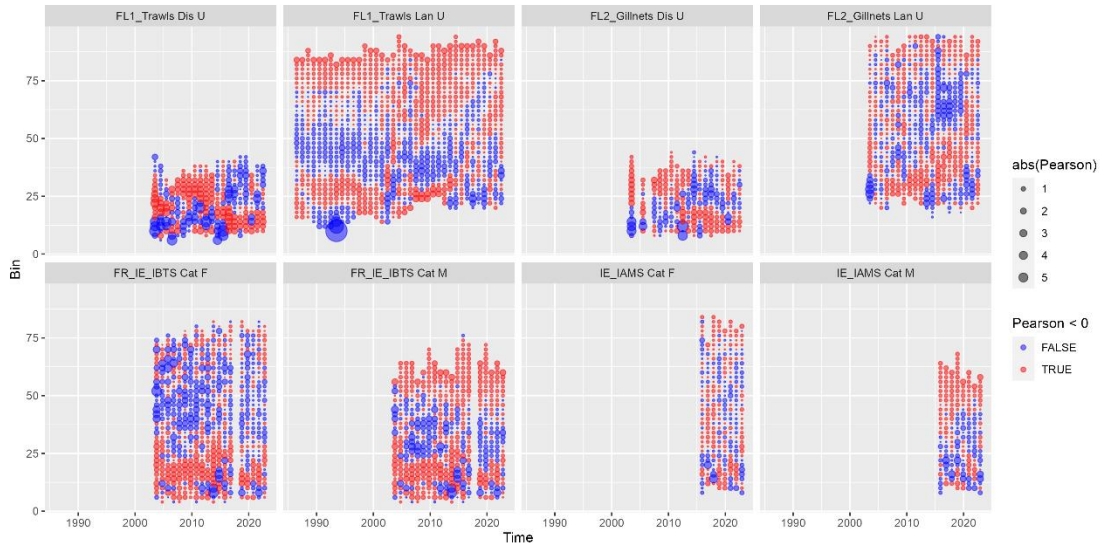 FL1_Trawls Dis U
FL1_Trawls Lan U
FL2_Gillnets Dis U
FL2_Gillnets Lan U
75
50
25
0
FR_IE_IBTS Cat F
FR_IE_IBTS Cat M
IE_IAMS Cat F
IE_IAMS Cat M
75
50
25
0
Bin
1990 2000 2010 2020
1990 2000 2010 2020
1990 2000 2010 2020
1990 2000 2010 2020
Time
abs(Pearson)
1
2
3
4
5
Pearson < 0
FALSE
TRUE